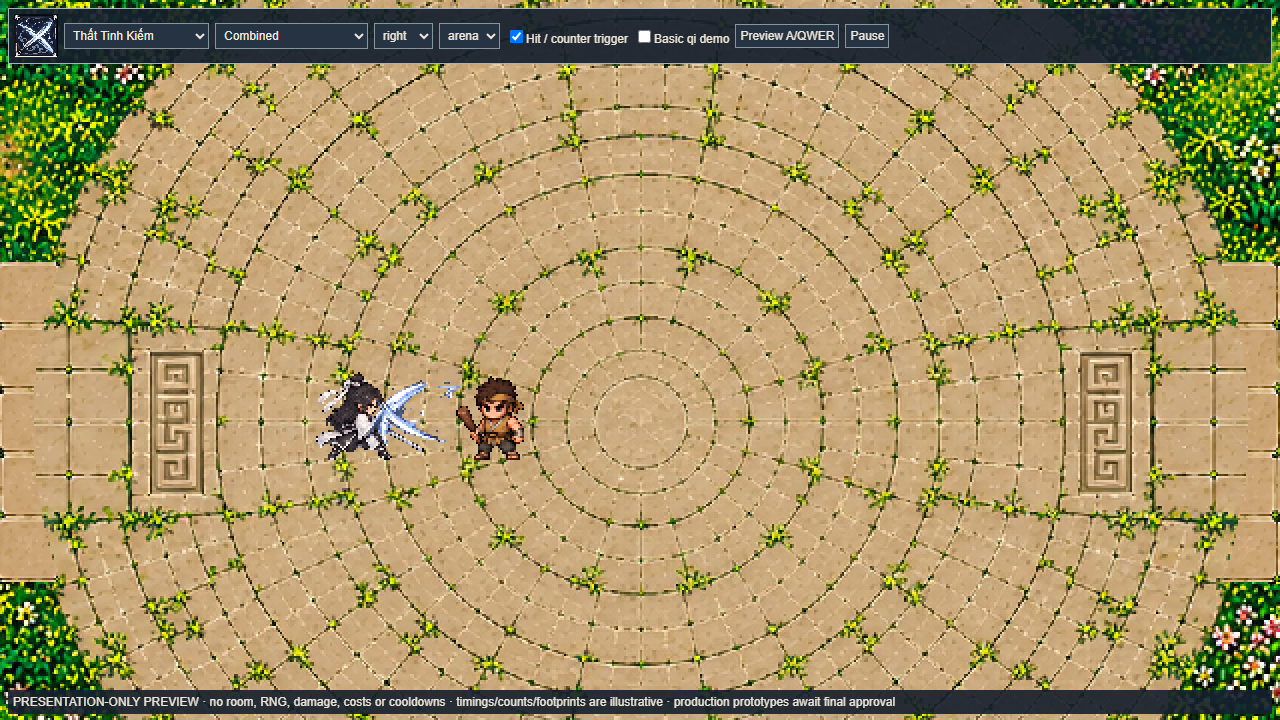 Thất Tinh Kiếm Combined right arena Hit / counter trigger Basic qi demo Preview A/QWER Pause
PRESENTATION-ONLY PREVIEW · no room, RNG, damage, costs or cooldowns · timings/counts/footprints are illustrative · production prototypes await final approval